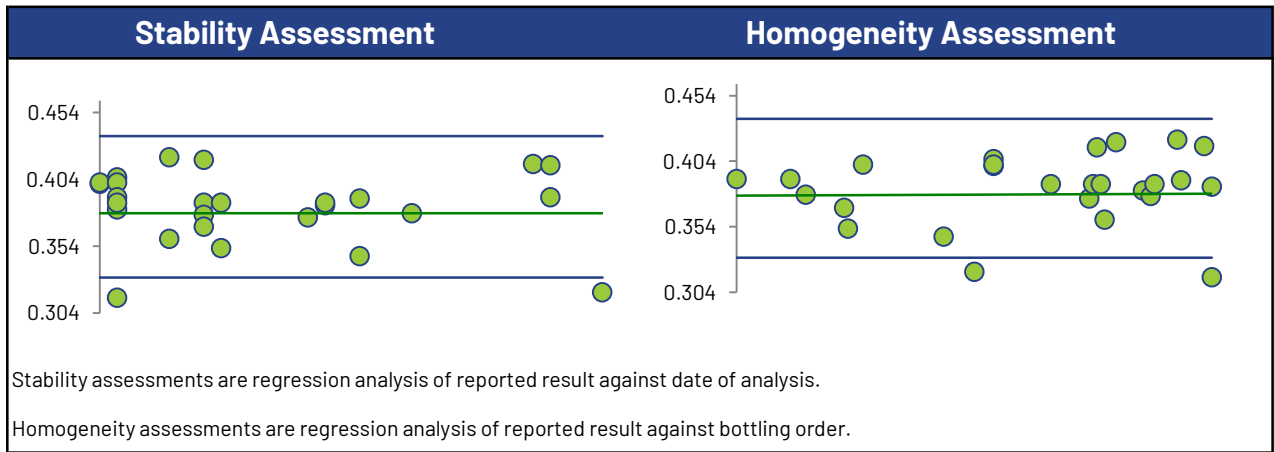 Stability Assessment
Homogeneity Assessment
0.454
0.404
0.354
0.304
0.454
0.404
0.354
0.304
Stability assessments are regression analysis of reported result against date of analysis.
Homogeneity assessments are regression analysis of reported result against bottling order.